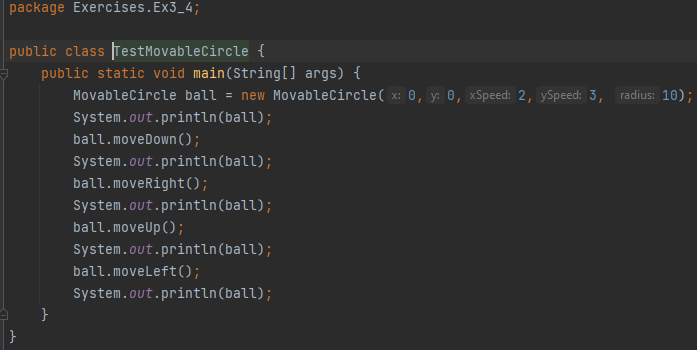 package Exercises.Ex3_4;
public class TestMovableCircle {
public static void main(String[] args) {
MovableCircle ball = new MovableCircle( x: 0, y: 0, xSpeed: 2, ySpeed: 3, radius: 10);
System.out.println(ball);
ball.moveDown();
System.out.println(ball);
ball.moveRight();
System.out.println(ball);
ball.moveUp();
System.out.println(ball);
ball.moveLeft();
System.out.println(ball);
}
}